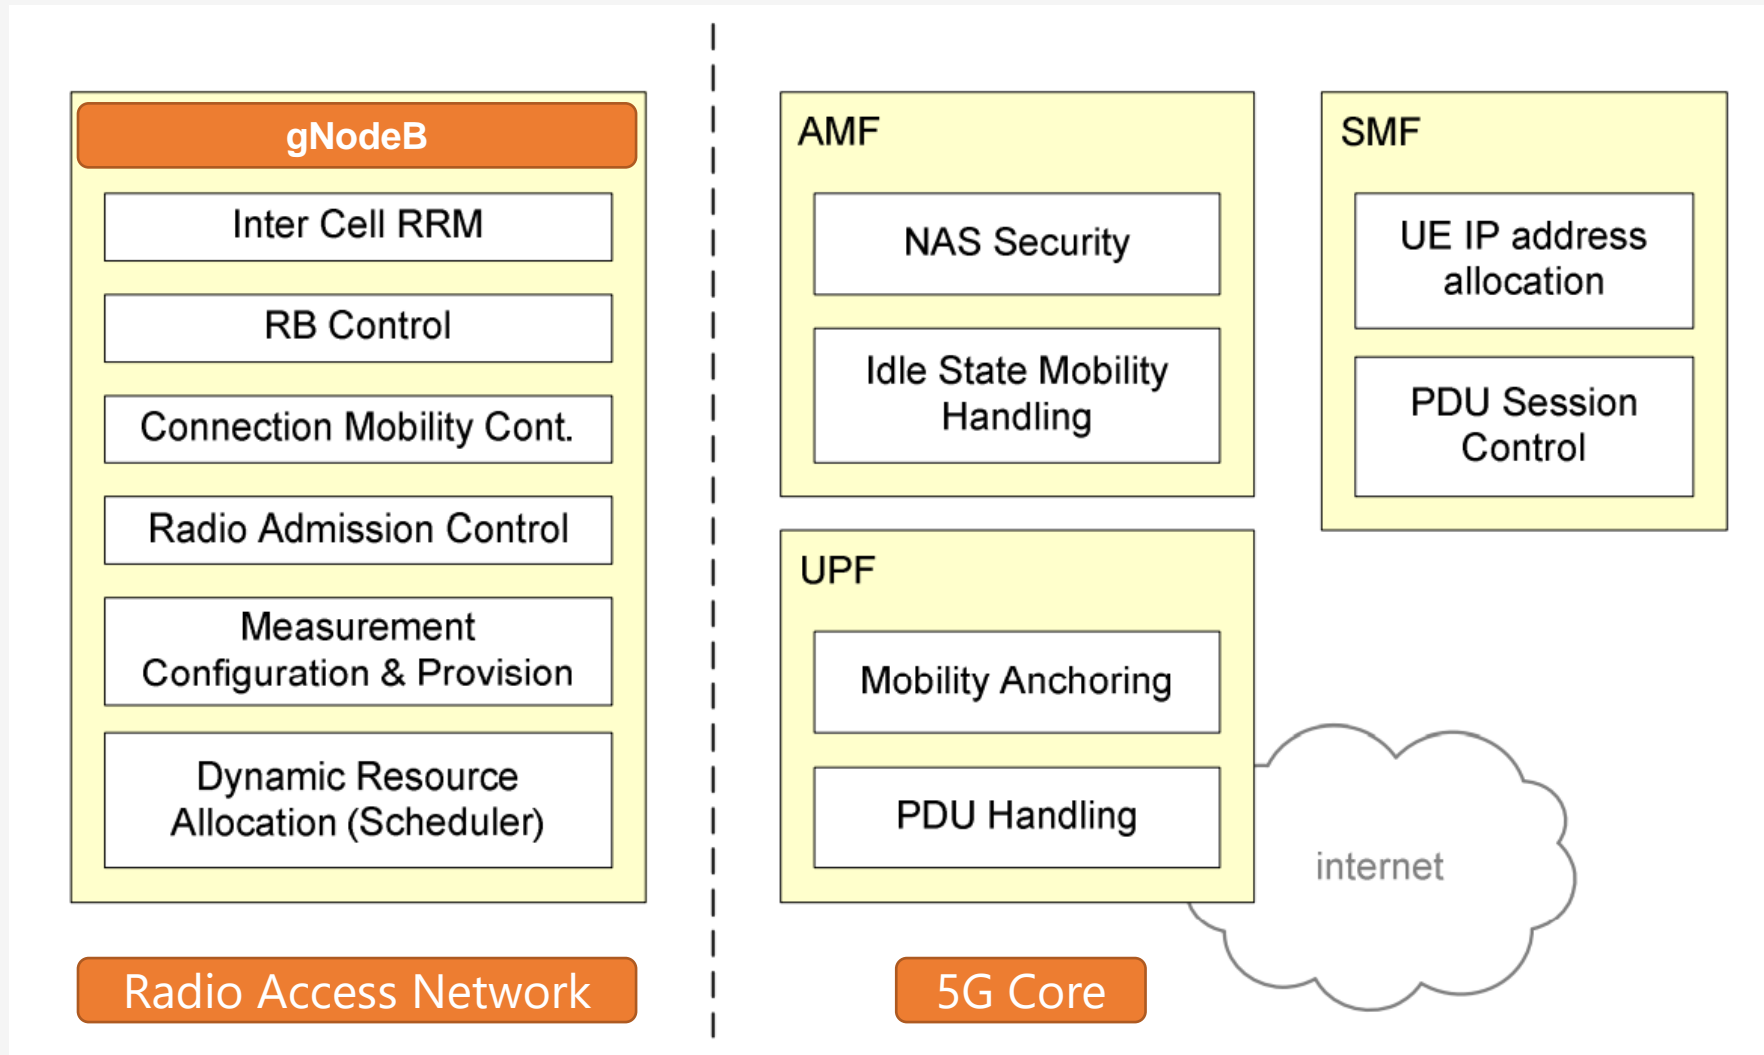 gNodeB
Inter Cell RRM
RB Control
Connection Mobility Cont.
Radio Admission Control
Measurement
Configuration & Provision
Dynamic Resource
Allocation (Scheduler)
Radio Access Network
AMF
NAS Security
Idle State Mobility
Handling
SMF
UE IP address
allocation
PDU Session
Control
UPF
Mobility Anchoring
PDU Handling
internet
5G Core